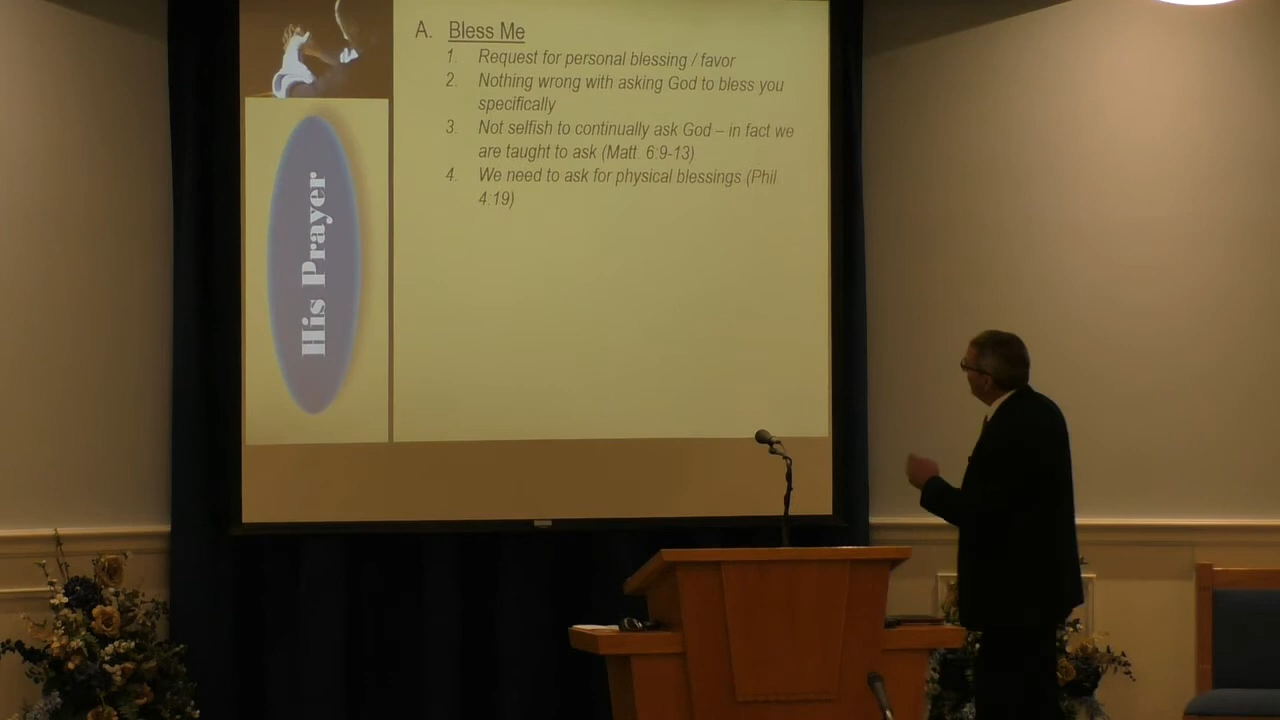 A. Bless Me
1. Request for personal blessing / favor
2. Nothing wrong with asking God to bless you
specifically
3. Not selfish to continually ask God – in fact we
are taught to ask (Matt. 6:9-13)
4. We need to ask for physical blessings (Phil
4:19)
His Prayer